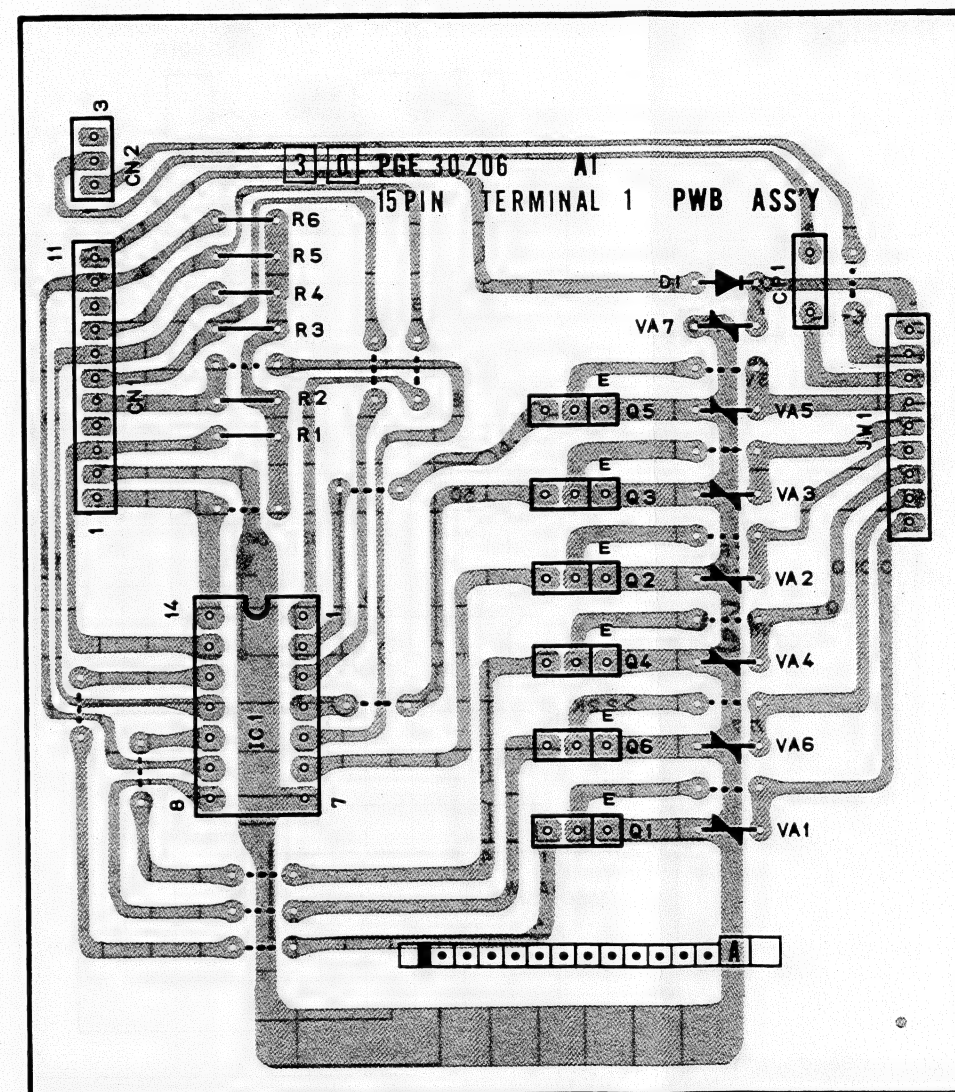 3
CN2
3 0 PGE 30206 A1
15PIN TERMINAL 1 PWB ASS'Y
11
R6
R5
D1
CP1
R4
R3
VA7
CN1
R2
E
Q5
VA5
JW1
R1
E
Q3
VA3
1
E
Q2
VA2
14
1
E
Q4
VA4
IC1
E
Q6
VA6
8
7
E
Q1
VA1
A